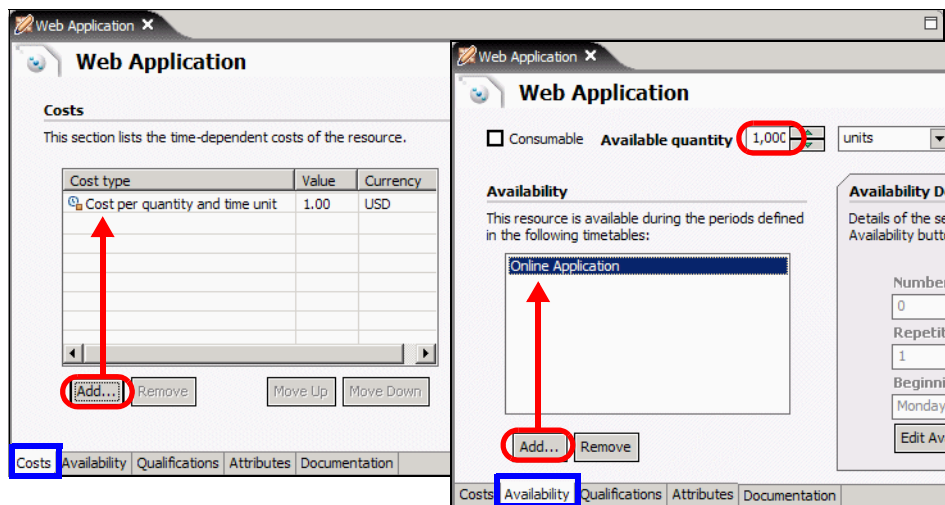 Web Application
Web Application
Costs
This section lists the time-dependent costs of the resource.
Cost type Value Currency
Cost per quantity and time unit 1.00 USD
Add... Remove Move Up Move Down
Costs Availability Qualifications Attributes Documentation
Web Application
Web Application
Consumable Available quantity 1,000 units
Availability
This resource is available during the periods defined
in the following timetables:
Online Application
Add... Remove
Availability D
Details of the se
Availability butt
Number
0
Repetit
1
Beginni
Monday
Edit Av
Costs Availability Qualifications Attributes Documentation